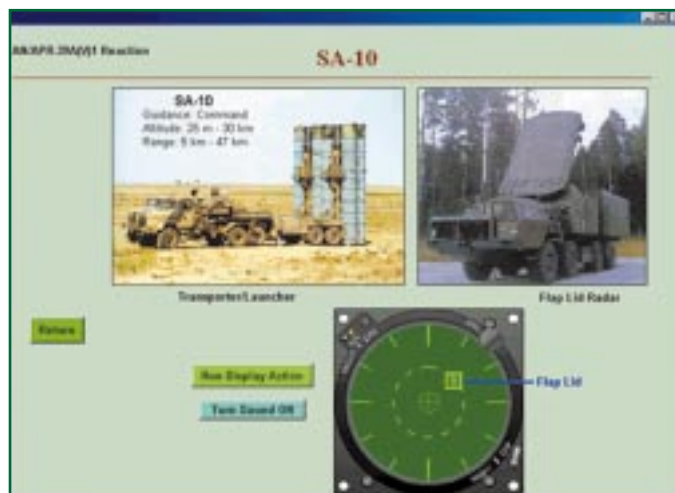 AN/APR-39A(V)1 Reaction
SA-10
SA-10
Guidance: Command
Altitude: 25 m - 30 km
Range: 5 km - 47 km
Transporter/Launcher
Flap Lid Radar
Return
Run Display Action
Turn Sound Off
Flap Lid